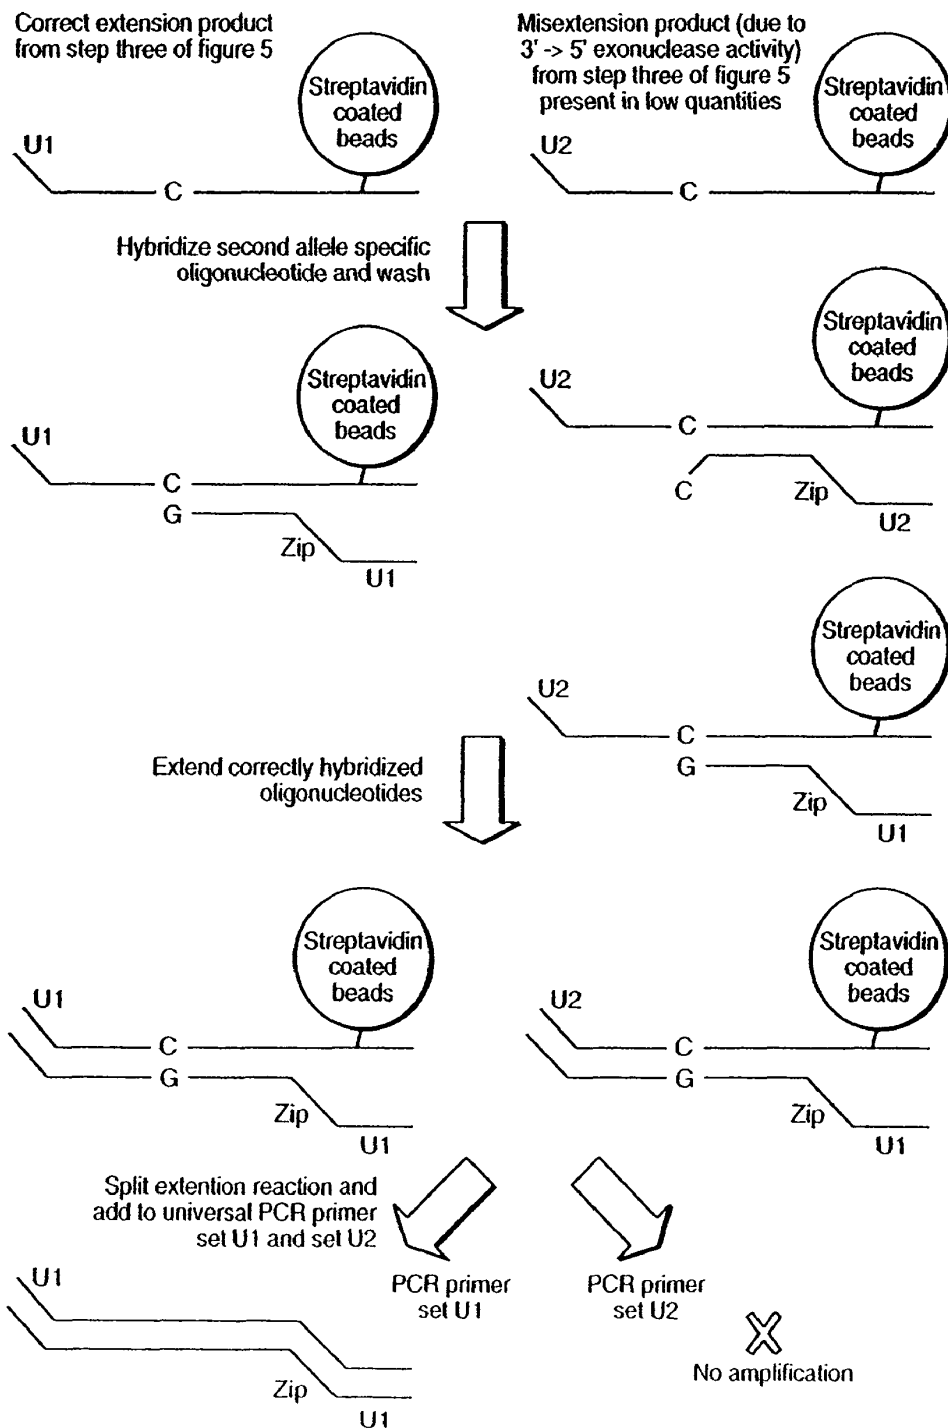 Correct extension product
from step three of figure 5
Streptavidin
coated
beads
U1
C
Misextension product (due to
3' -> 5' exonuclease activity)
from step three of figure 5
present in low quantities
Streptavidin
coated
beads
U2
C
Hybridize second allele specific
oligonucleotide and wash
Streptavidin
coated
beads
U1
C
G
Zip
U1
Streptavidin
coated
beads
U2
C
C
Zip
U2
Streptavidin
coated
beads
U2
C
G
Zip
U1
Extend correctly hybridized
oligonucleotides
Streptavidin
coated
beads
U1
C
G
Zip
U1
Streptavidin
coated
beads
U2
C
G
Zip
U1
Split extention reaction and
add to universal PCR primer
set U1 and set U2
PCR primer
set U1
PCR primer
set U2
U1
Zip
U1
X
No amplification